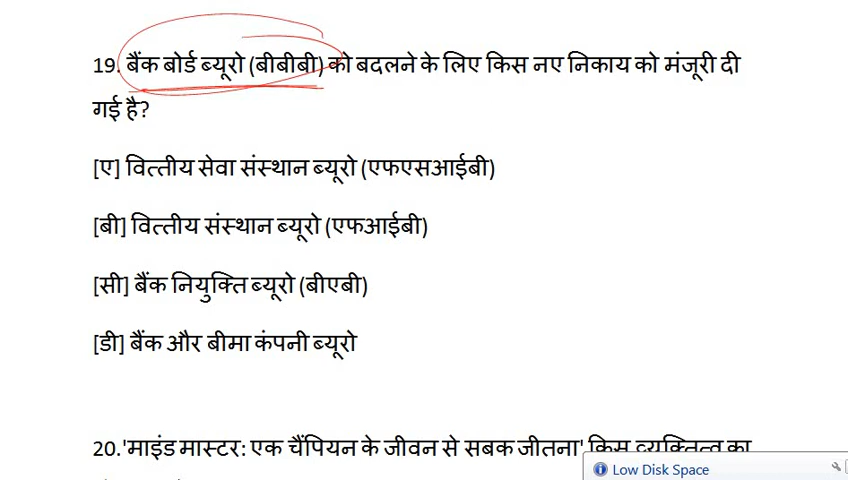 19. बैंक बोर्ड ब्यूरो (बीबीबी) को बदलने के लिए किस नए निकाय को मंजूरी दी
गई है?
[ए] वित्तीय सेवा संस्थान ब्यूरो (एफएसआईबी)
[बी] वित्तीय संस्थान ब्यूरो (एफआईबी)
[सी] बैंक नियुक्ति ब्यूरो (बीएबी)
[डी] बैंक और बीमा कंपनी ब्यूरो
20.'माइंड मास्टर: एक चैंपियन के जीवन से सबक जीतना' किस व्यक्तित्व का
Low Disk Space